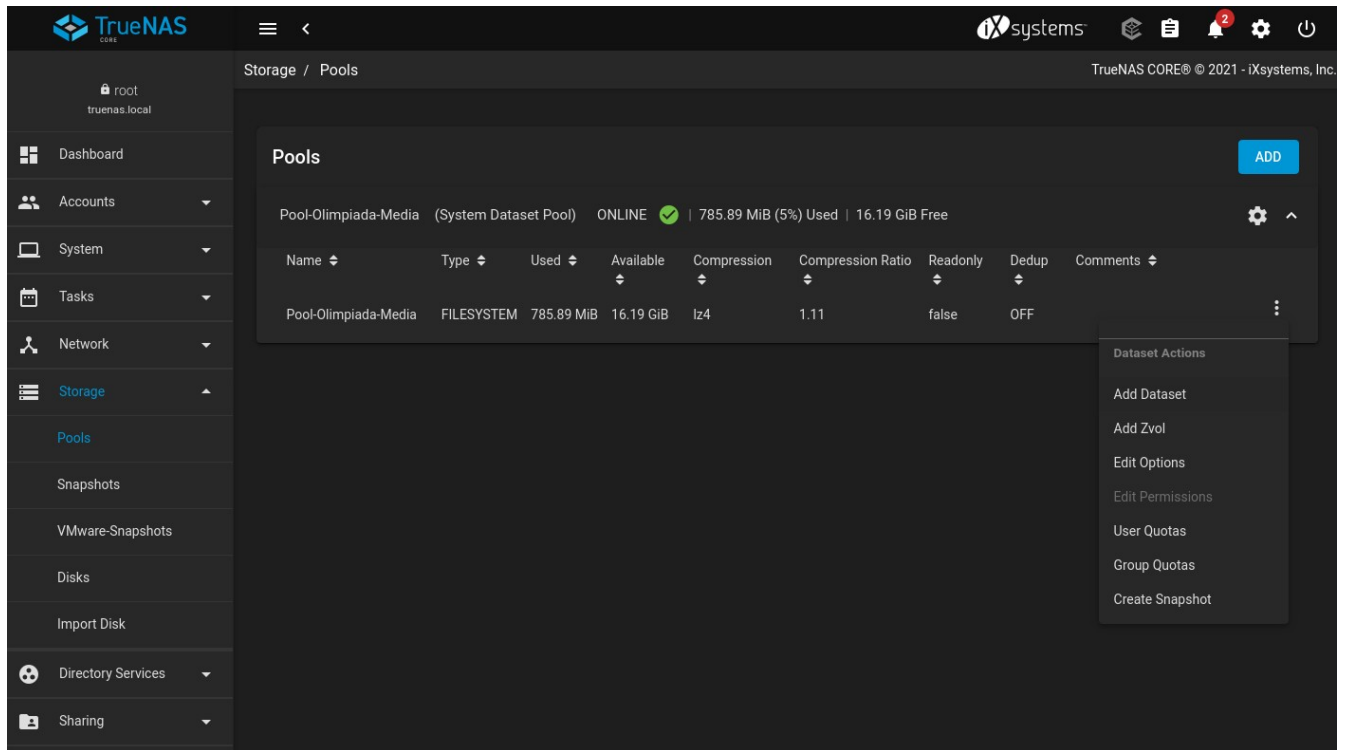 TrueNAS
CORE
iXsystems
2
root
truenas.local
Storage / Pools
TrueNAS CORE® © 2021 - iXsystems, Inc.
Dashboard
Accounts
System
Tasks
Network
Storage
Pools
Snapshots
VMware-Snapshots
Disks
Import Disk
Directory Services
Sharing
Pools
ADD
Pool-Olimpiada-Media (System Dataset Pool) ONLINE | 785.89 MiB (5%) Used | 16.19 GiB Free
Name Type Used Available Compression Compression Ratio Readonly Dedup Comments
Pool-Olimpiada-Media FILESYSTEM 785.89 MiB 16.19 GiB lz4 1.11 false OFF
Dataset Actions
Add Dataset
Add Zvol
Edit Options
Edit Permissions
User Quotas
Group Quotas
Create Snapshot